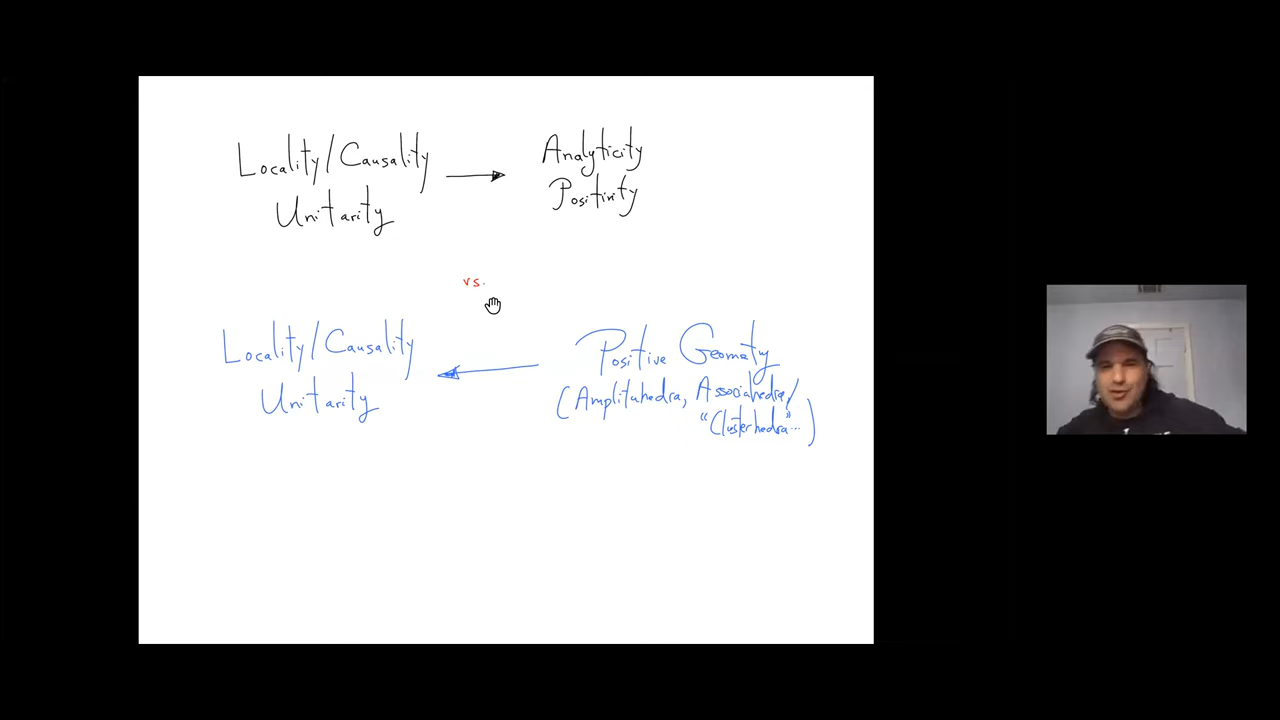 Locality/Causality
Unitarity
Analyticity
Positivity
vs.
Locality/Causality
Unitarity
Positive Geometry
(Amplituhedra, Associahedra/
"Clusterhedra"...)